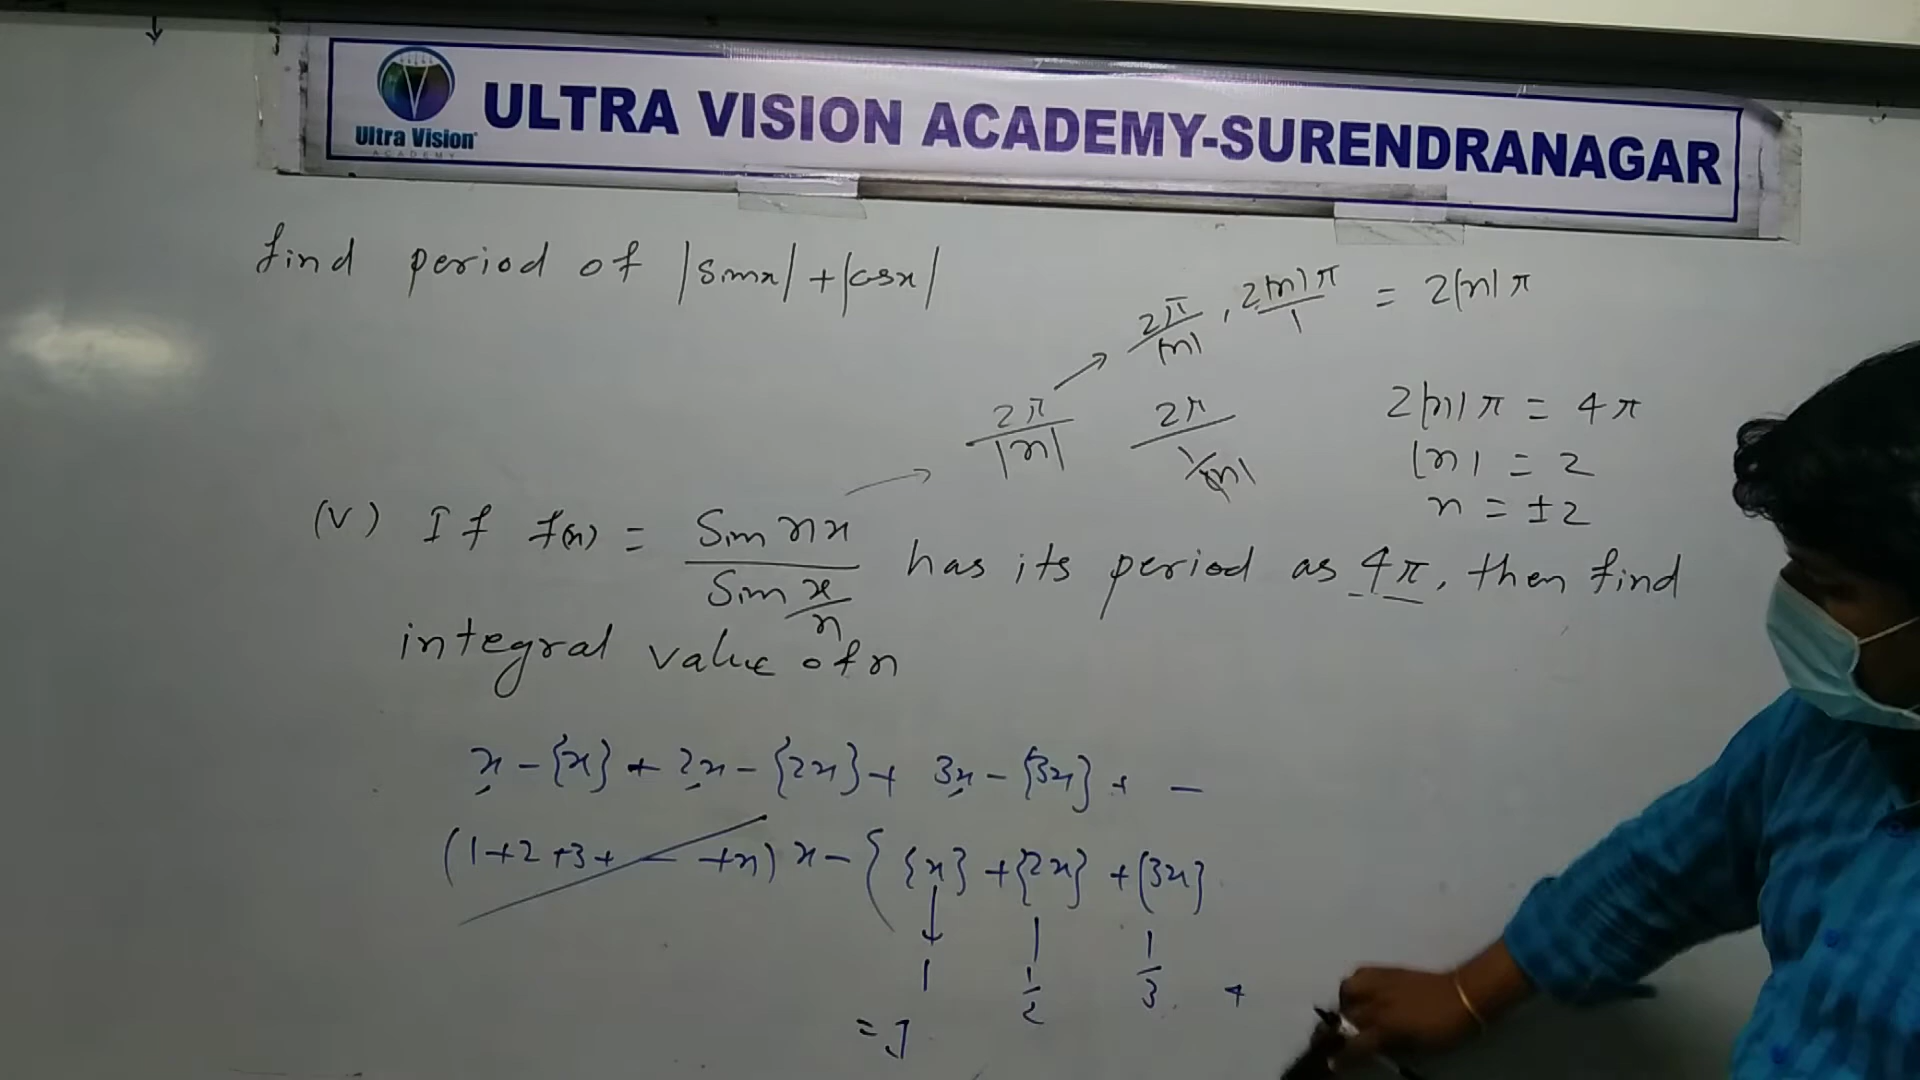 Ultra Vision
ACADEMY
ULTRA VISION ACADEMY-SURENDRANAGAR
find period of |sinx| + |cosx|
2π/|n| , 2|n|π/1 = 2|n|π
2π/|n| 2π/(1/|n|)
2|n|π = 4π
|n| = 2
n = ±2
(V) If f(x) = Sin nx / Sin x/n has its period as 4π, then find
integral value of n
x - {x} + 2x - {2x} + 3x - {3x} + -
(1+2+3+ — +n) x - { {x} + {2x} + {3x}
↓
1 1/2 1/3 +
= 1